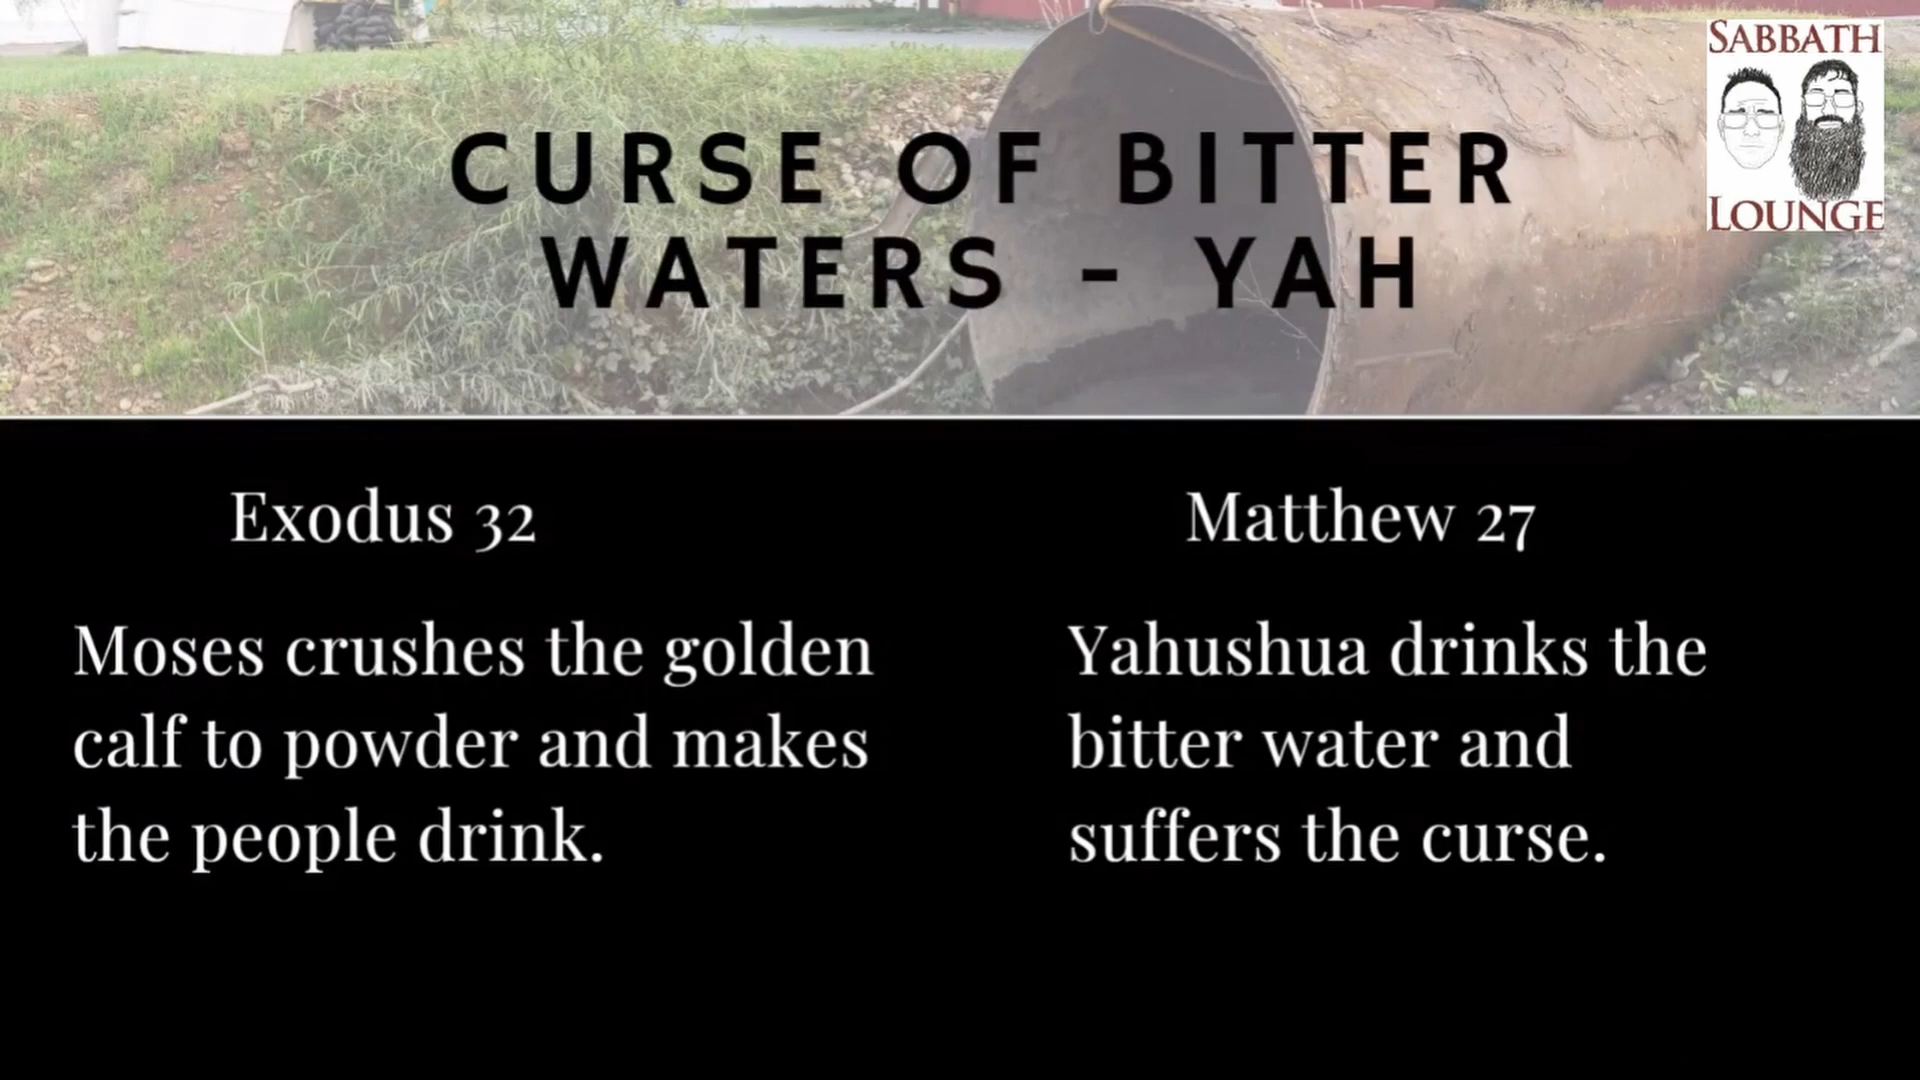 CURSE OF BITTER
WATERS - YAH
SABBATH
LOUNGE
Exodus 32
Moses crushes the golden
calf to powder and makes
the people drink.
Matthew 27
Yahushua drinks the
bitter water and
suffers the curse.